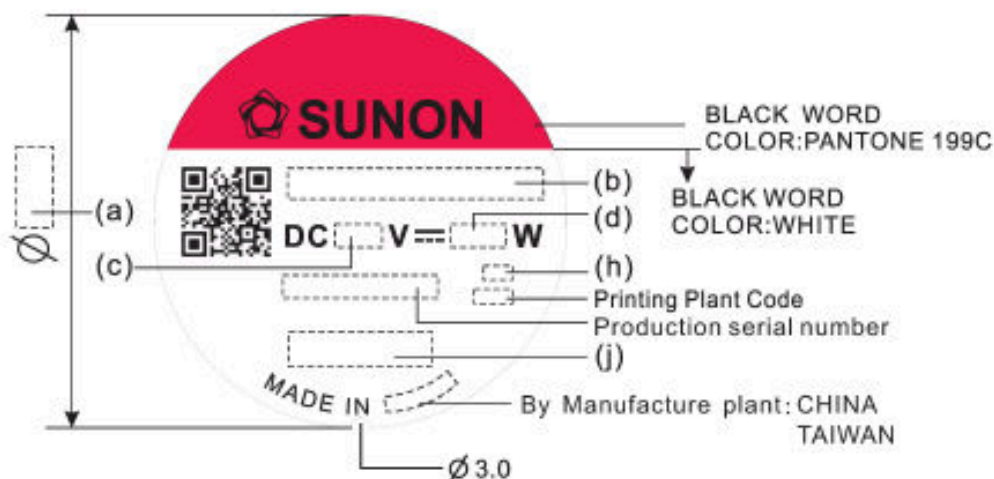 SUNON
BLACK WORD
COLOR:PANTONE 199C
(b)
BLACK WORD
COLOR:WHITE
(a)
Ø
(d)
DC V⎓ W
(c)
(h)
Printing Plant Code
Production serial number
(j)
MADE IN
By Manufacture plant: CHINA
TAIWAN
Ø 3.0